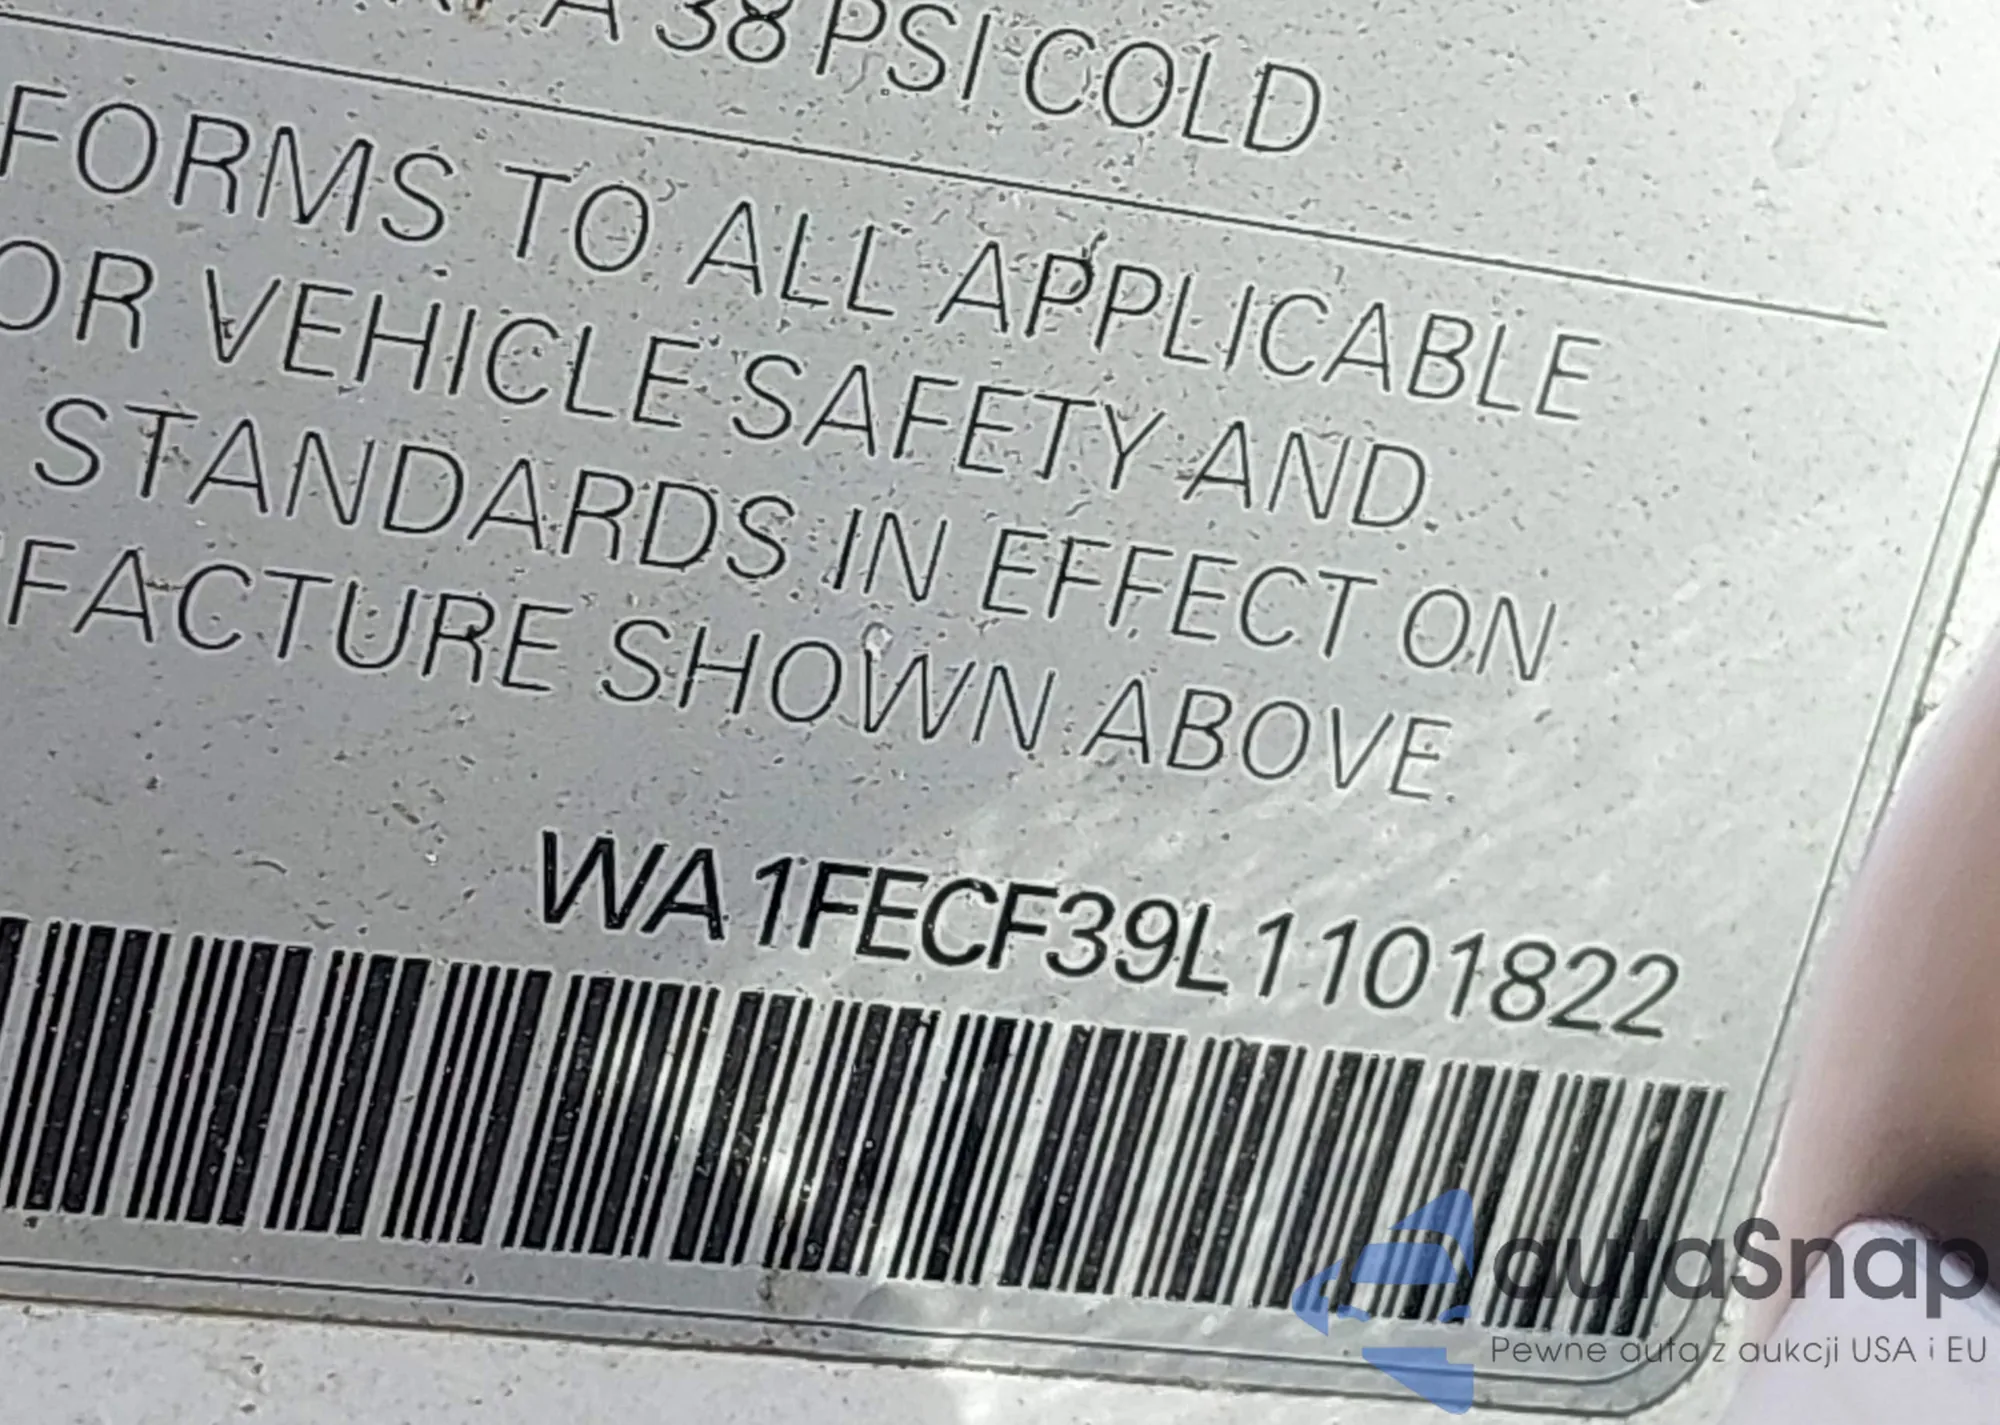 A 38 PSI COLD
FORMS TO ALL APPLICABLE
OR VEHICLE SAFETY AND.
STANDARDS IN EFFECT ON
FACTURE SHOWN ABOVE.
WA1FECF39L1101822
autaSnap
Pewne auta z aukcji USA i EU